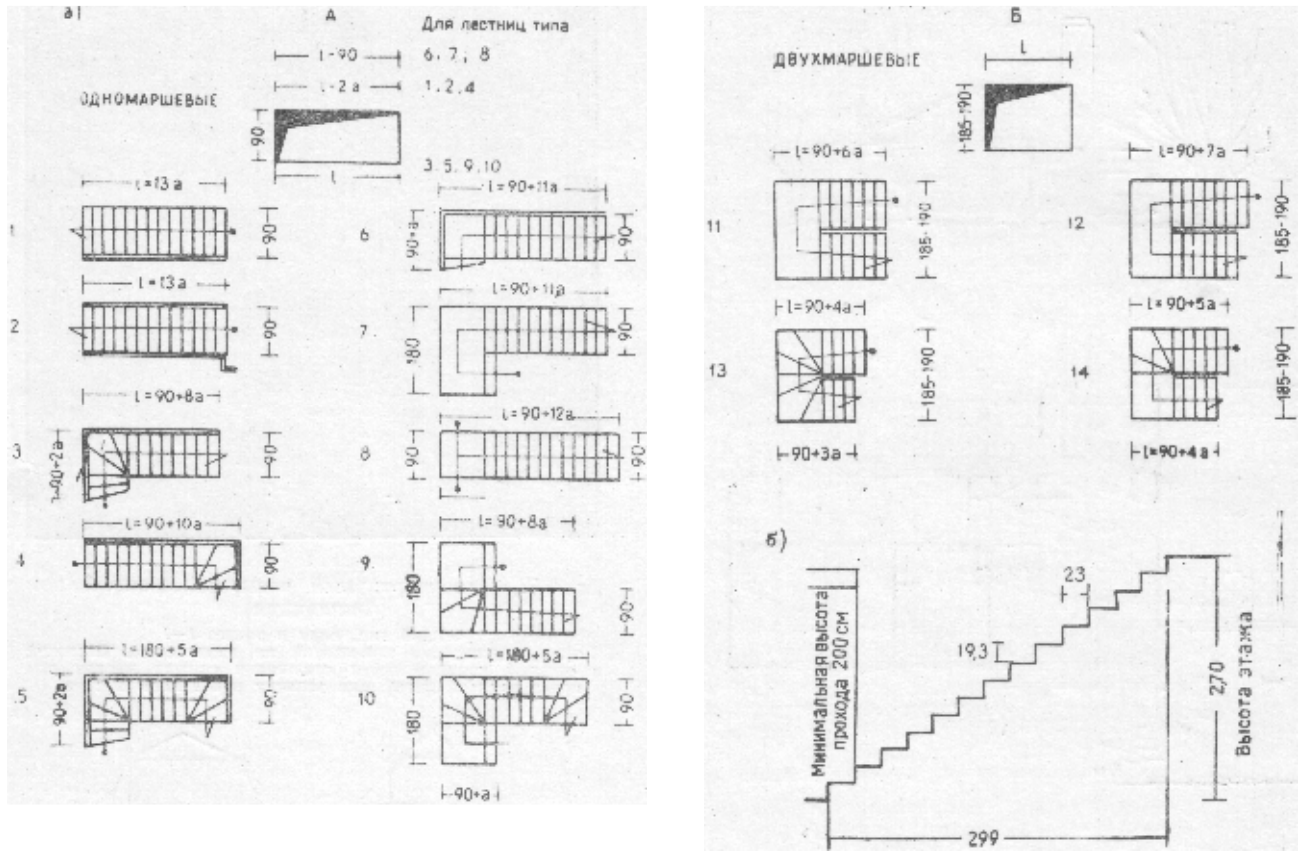 а)
А
Для лестниц типа
l-90
6, 7, 8
l-2a
1,2,4
ОДНОМАРШЕВЫЕ
90
l
3,5,9,10
l=13a
1
90
l=13a
2
90
l=90+8a
3
90+2a
90
l=90+10a
4
90
l=180+5a
5
90+2a
90
l=90+11a
6
90+a
90
l=90+11a
7
180
90
l=90+12a
8
90
90
l=90+8a
9
180
90
l=180+5a
10
180
90
90+a
Б
ДВУХМАРШЕВЫЕ
l
185-190
l=90+6a
11
185-190
l=90+7a
12
185-190
l=90+4a
13
185-190
90+3a
l=90+5a
14
185-190
l=90+4a
б)
Минимальная высота
прохода 200 см
23
19,3
2,70
Высота этажа
299